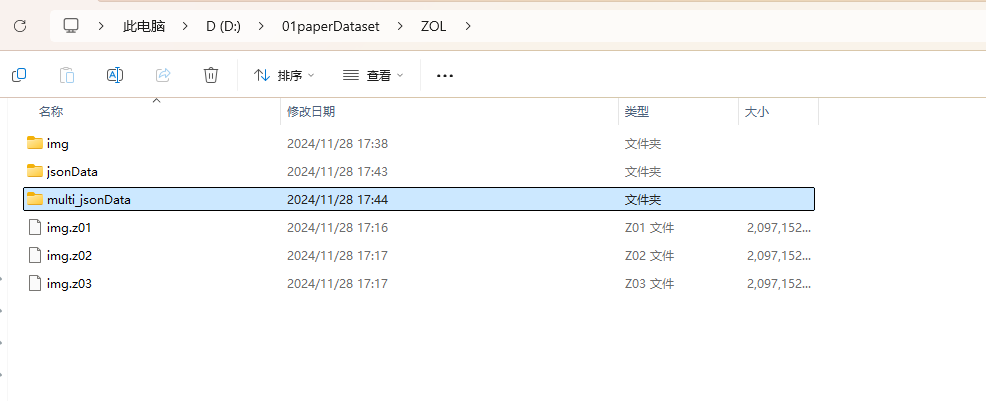 此电脑 > D (D:) > 01paperDataset > ZOL >
排序 查看 ...
名称 修改日期 类型 大小
img 2024/11/28 17:38 文件夹
jsonData 2024/11/28 17:43 文件夹
multi_jsonData 2024/11/28 17:44 文件夹
img.z01 2024/11/28 17:16 Z01 文件 2,097,152...
img.z02 2024/11/28 17:17 Z02 文件 2,097,152...
img.z03 2024/11/28 17:17 Z03 文件 2,097,152...